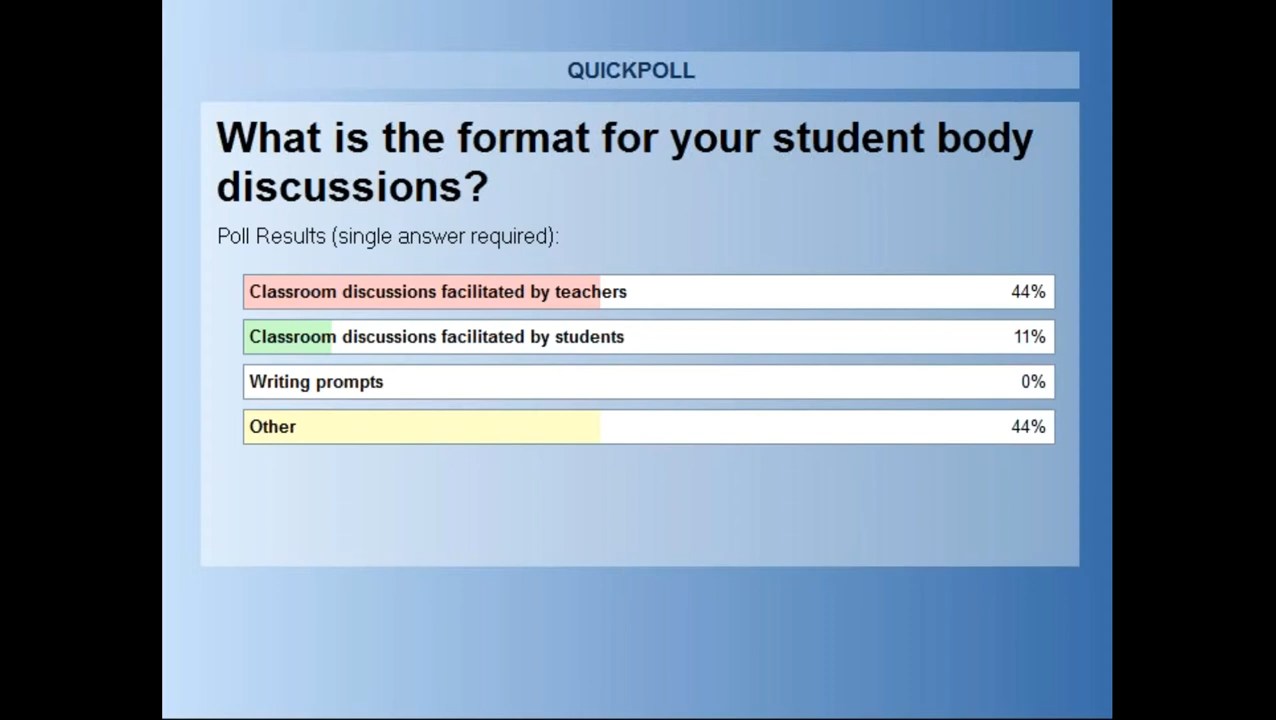 QUICKPOLL
What is the format for your student body
discussions?
Poll Results (single answer required):
Classroom discussions facilitated by teachers 44%
Classroom discussions facilitated by students 11%
Writing prompts 0%
Other 44%